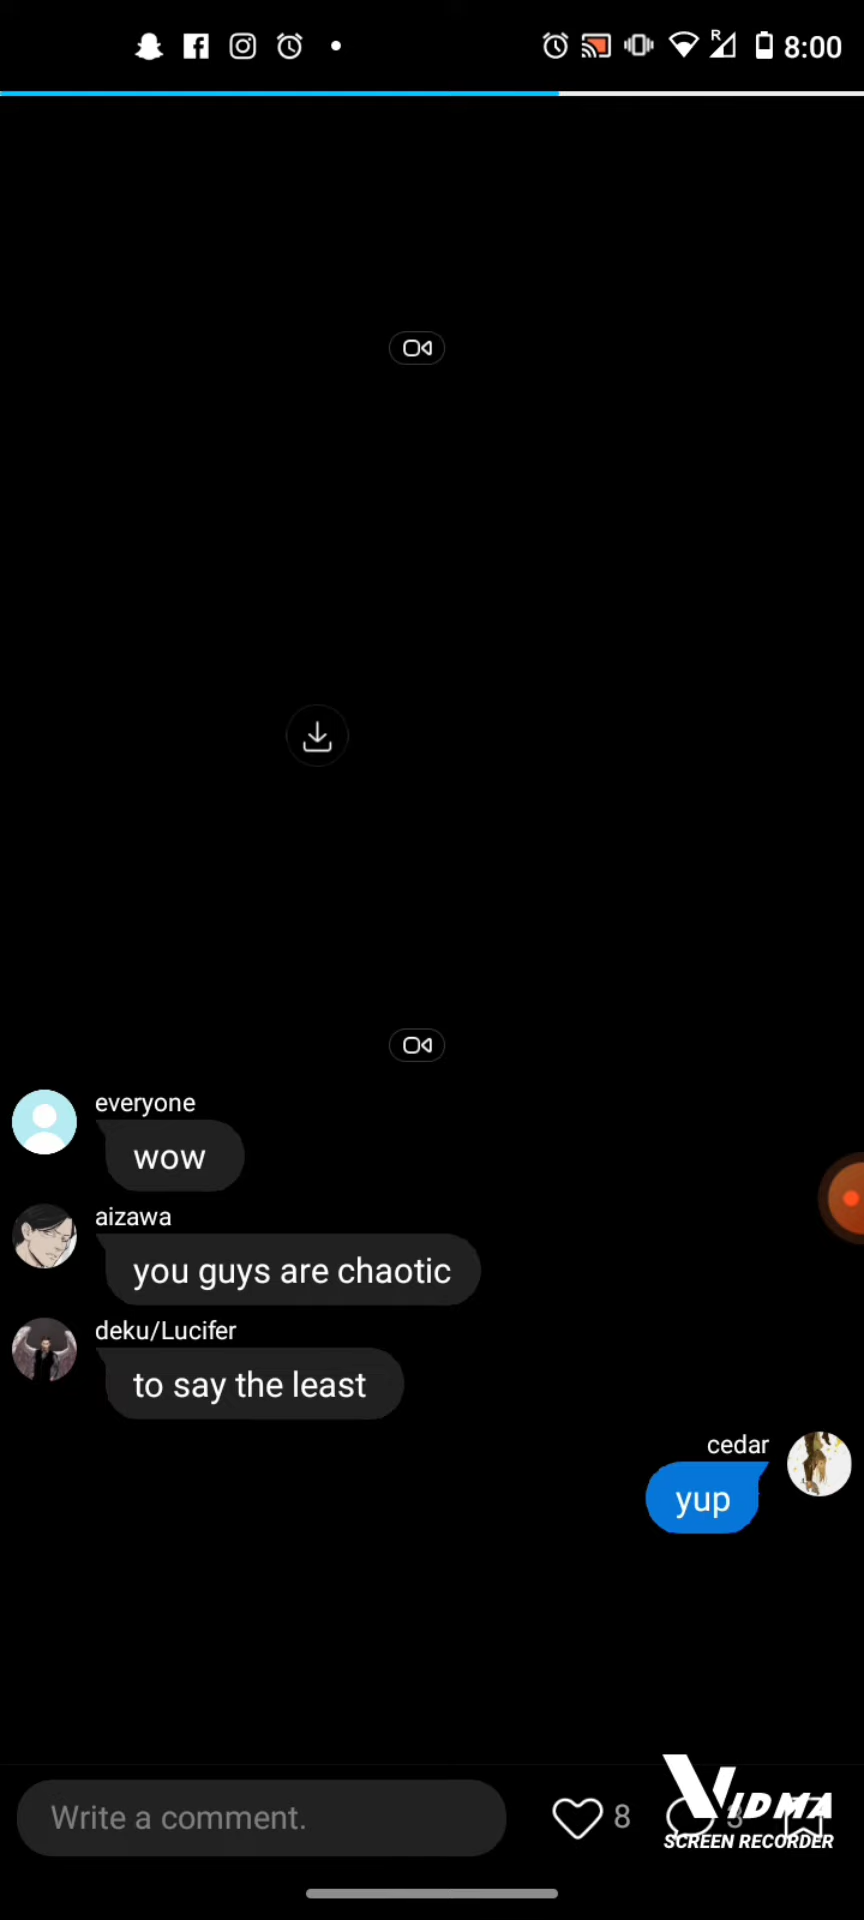 R 8:00
everyone
wow
aizawa
you guys are chaotic
deku/Lucifer
to say the least
cedar
yup
Write a comment.
8
3
VIDMA
SCREEN RECORDER